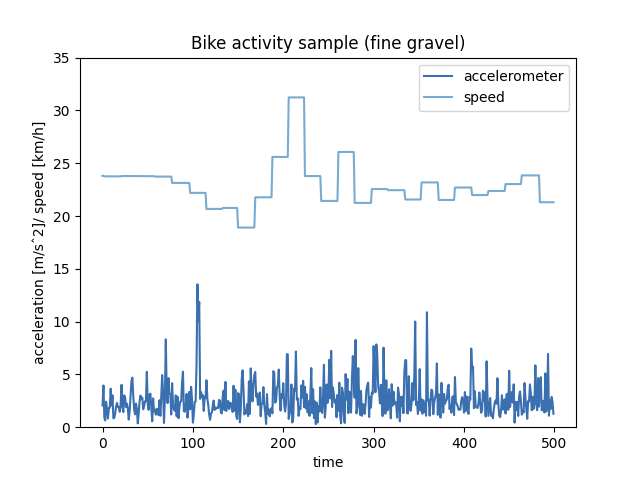 Bike activity sample (fine gravel)
accelerometer
speed
acceleration [m/s^2]/ speed [km/h]
35
30
25
20
15
10
5
0
0 100 200 300 400 500
time